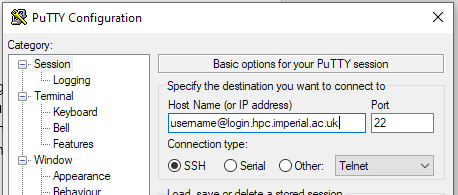 PuTTY Configuration
Category:
Session
Logging
Terminal
Keyboard
Bell
Features
Window
Appearance
Behaviour
Basic options for your PuTTY session
Specify the destination you want to connect to
Host Name (or IP address) Port
username@login.hpc.imperial.ac.uk 22
Connection type:
SSH Serial Other: Telnet
Load, save or delete a stored session